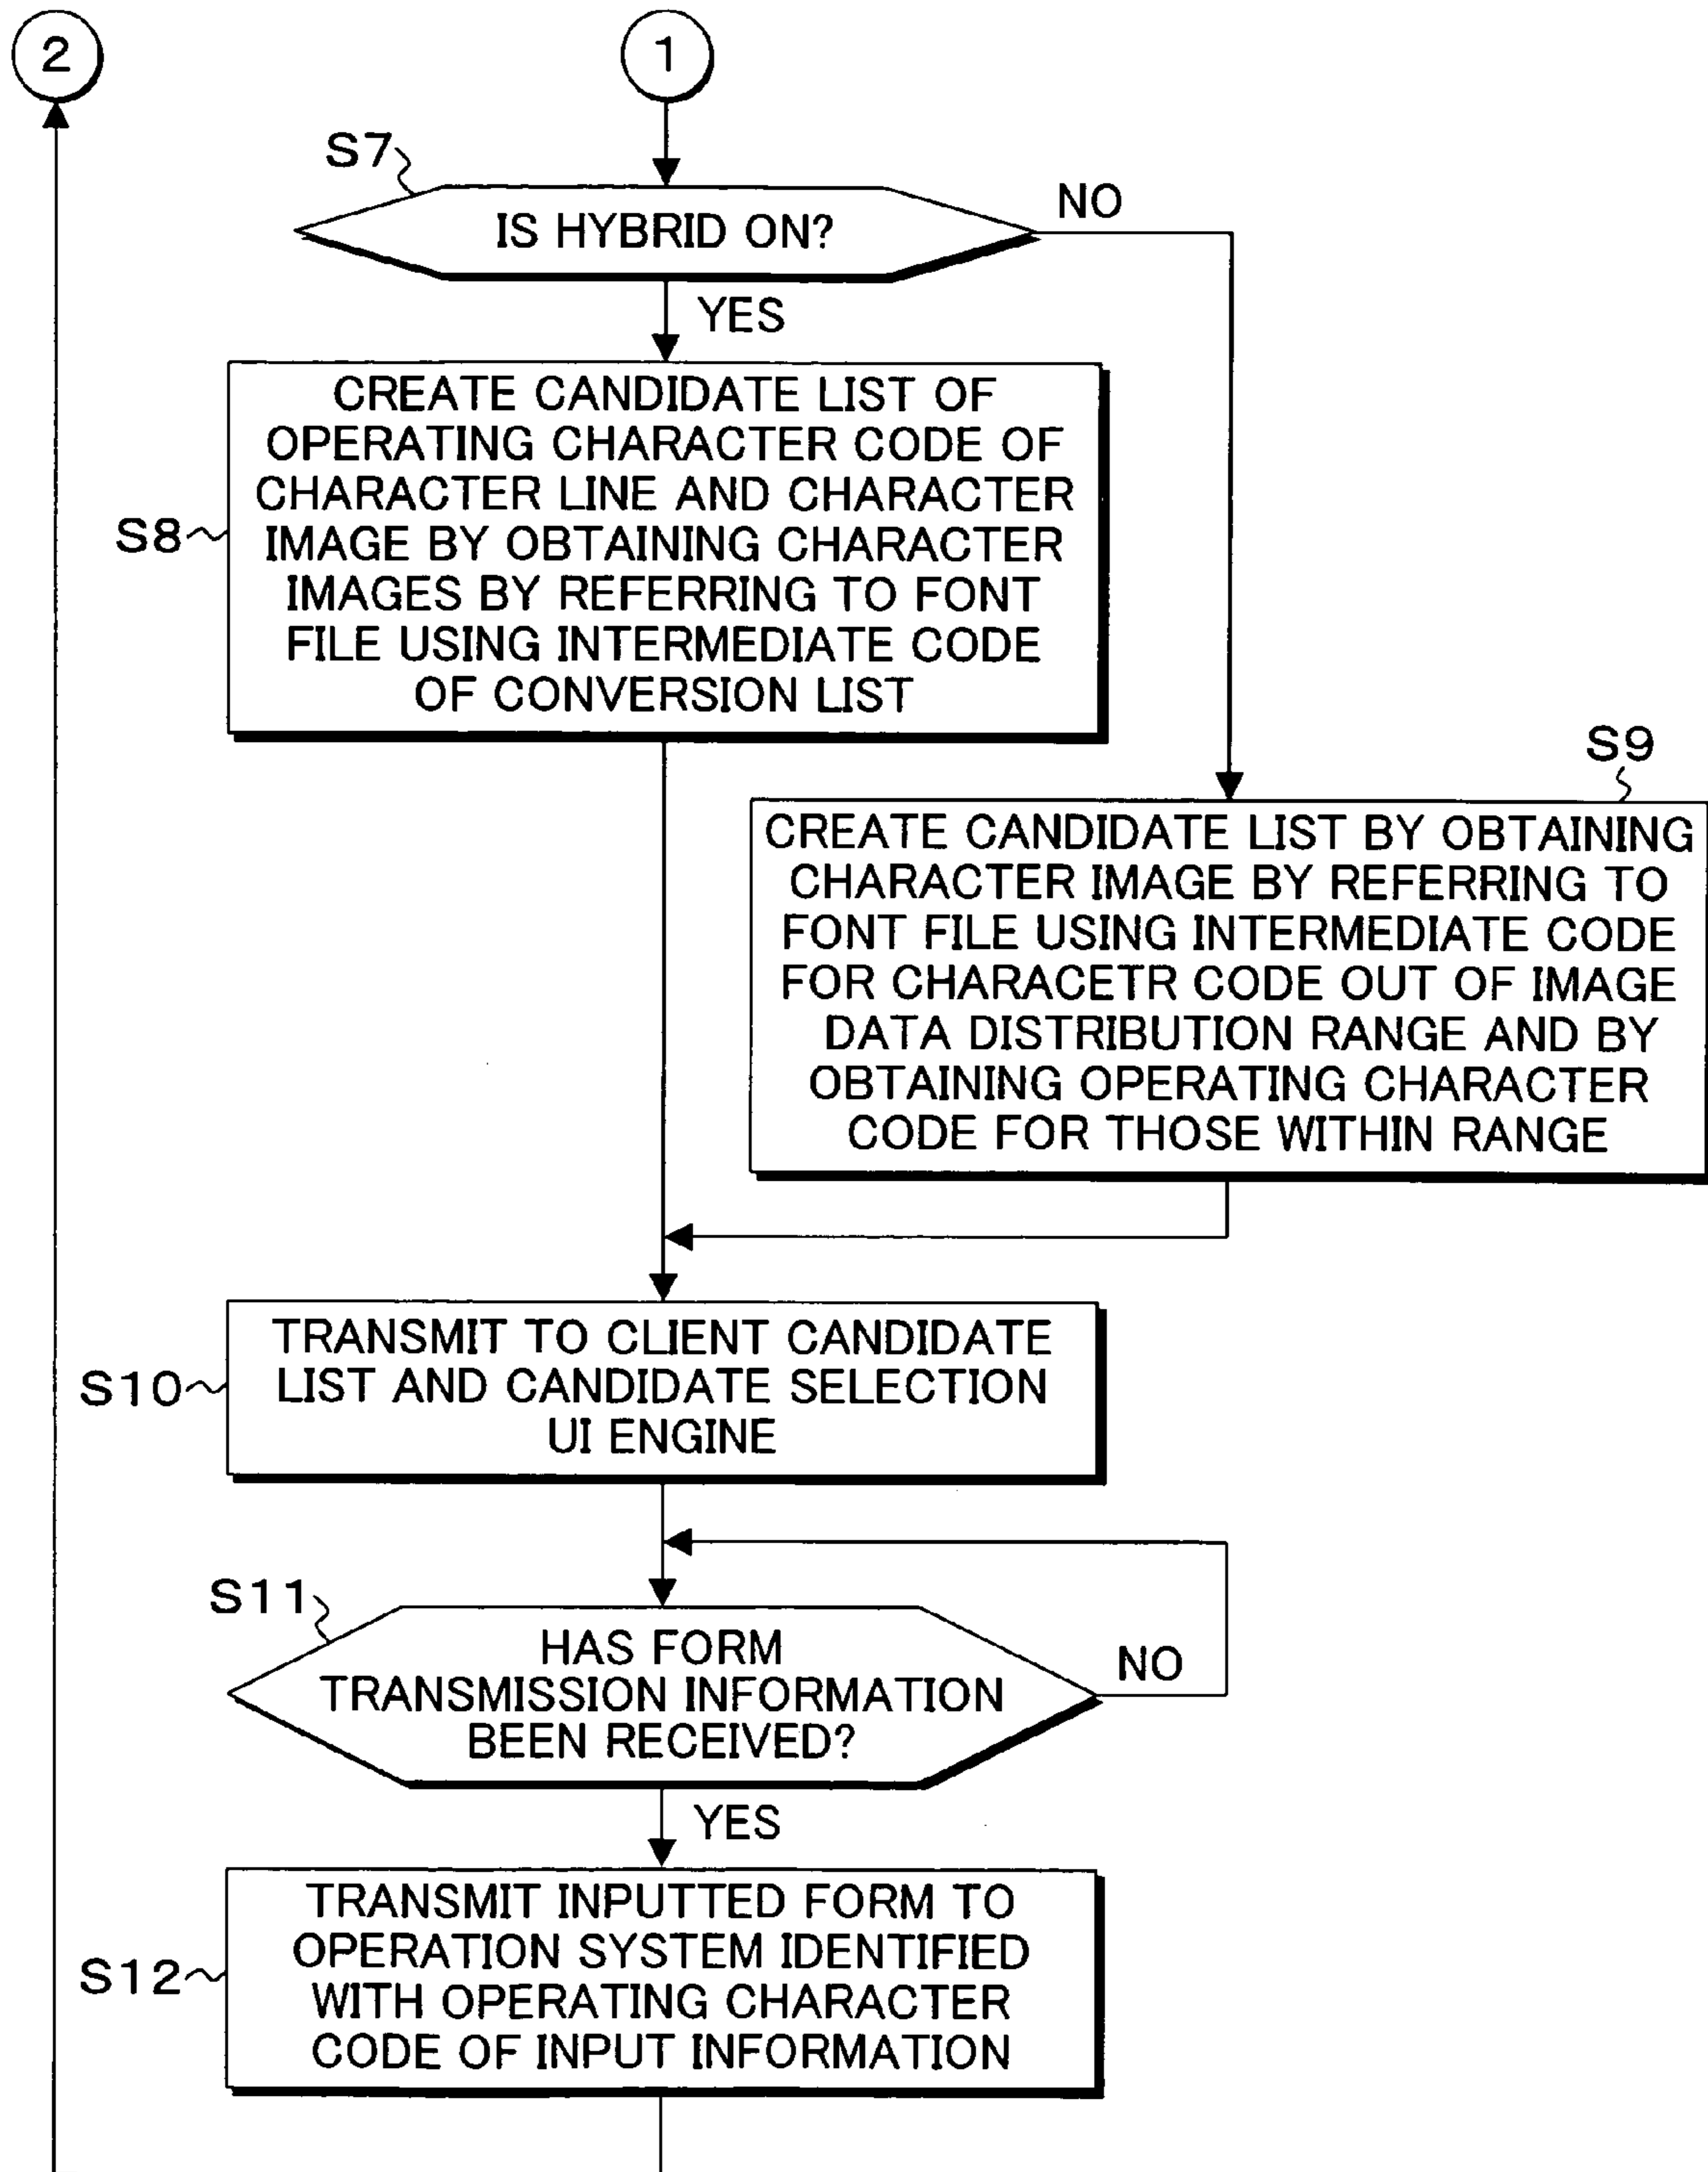 2
1
S7
IS HYBRID ON?
NO
YES
S8
CREATE CANDIDATE LIST OF
OPERATING CHARACTER CODE OF
CHARACTER LINE AND CHARACTER
IMAGE BY OBTAINING CHARACTER
IMAGES BY REFERRING TO FONT
FILE USING INTERMEDIATE CODE
OF CONVERSION LIST
S9
CREATE CANDIDATE LIST BY OBTAINING
CHARACTER IMAGE BY REFERRING TO
FONT FILE USING INTERMEDIATE CODE
FOR CHARACETR CODE OUT OF IMAGE
DATA DISTRIBUTION RANGE AND BY
OBTAINING OPERATING CHARACTER
CODE FOR THOSE WITHIN RANGE
S10
TRANSMIT TO CLIENT CANDIDATE
LIST AND CANDIDATE SELECTION
UI ENGINE
S11
HAS FORM
TRANSMISSION INFORMATION
BEEN RECEIVED?
NO
YES
S12
TRANSMIT INPUTTED FORM TO
OPERATION SYSTEM IDENTIFIED
WITH OPERATING CHARACTER
CODE OF INPUT INFORMATION